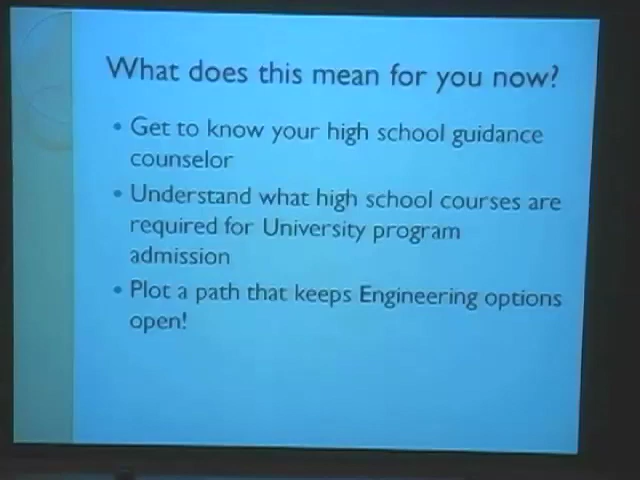 What does this mean for you now?
• Get to know your high school guidance
counselor
• Understand what high school courses are
required for University program
admission
• Plot a path that keeps Engineering options
open!